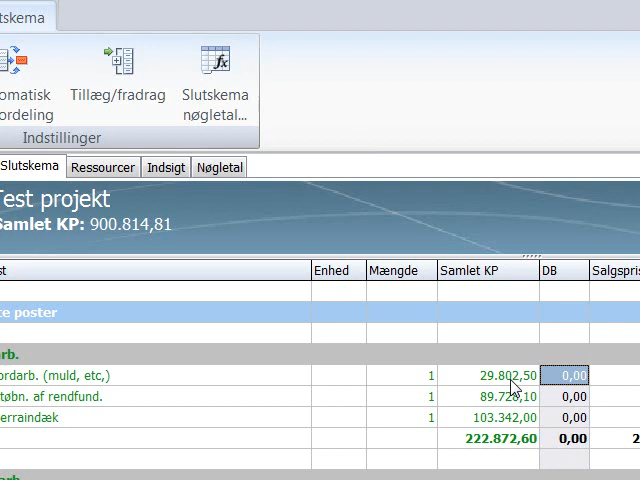 tskema
omatisk
ordeling
Tillæg/fradrag
Slutskema
nøgletal...
Indstillinger
Slutskema Ressourcer Indsigt Nøgletal
Test projekt
Samlet KP: 900.814,81
st Enhed Mængde Samlet KP DB Salgspris
te poster
arb.
ordarb. (muld, etc,) 1 29.802,50 0,00
tøbn. af rendfund. 1 89.728,10 0,00
erraindæk 1 103.342,00 0,00
222.872,60 0,00 2
arb.